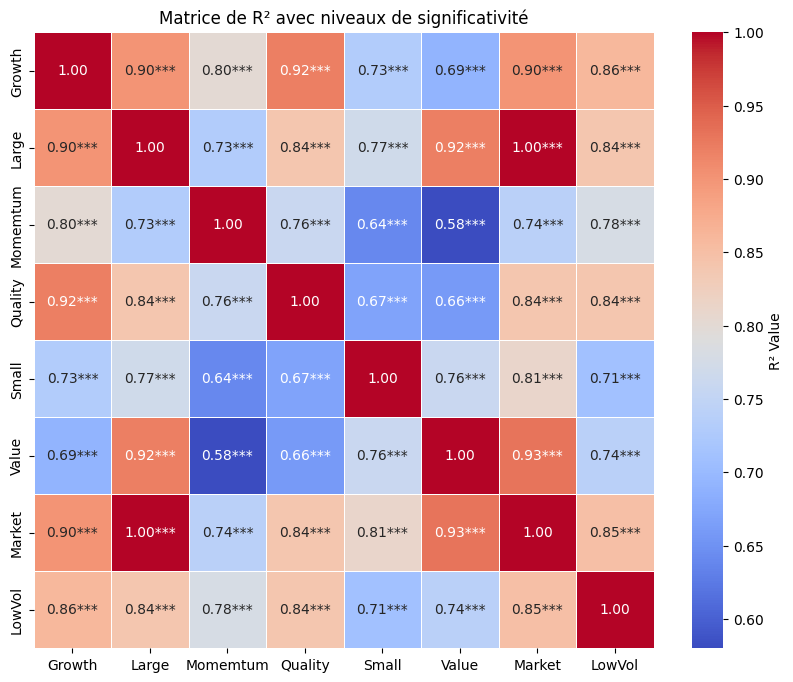 Matrice de R² avec niveaux de significativité
Growth 1.00 0.90*** 0.80*** 0.92*** 0.73*** 0.69*** 0.90*** 0.86***
Large 0.90*** 1.00 0.73*** 0.84*** 0.77*** 0.92*** 1.00*** 0.84***
Momemtum 0.80*** 0.73*** 1.00 0.76*** 0.64*** 0.58*** 0.74*** 0.78***
Quality 0.92*** 0.84*** 0.76*** 1.00 0.67*** 0.66*** 0.84*** 0.84***
Small 0.73*** 0.77*** 0.64*** 0.67*** 1.00 0.76*** 0.81*** 0.71***
Value 0.69*** 0.92*** 0.58*** 0.66*** 0.76*** 1.00 0.93*** 0.74***
Market 0.90*** 1.00*** 0.74*** 0.84*** 0.81*** 0.93*** 1.00 0.85***
LowVol 0.86*** 0.84*** 0.78*** 0.84*** 0.71*** 0.74*** 0.85*** 1.00
Growth Large Momemtum Quality Small Value Market LowVol
1.00
0.95
0.90
0.85
0.80
0.75
0.70
0.65
0.60
R² Value